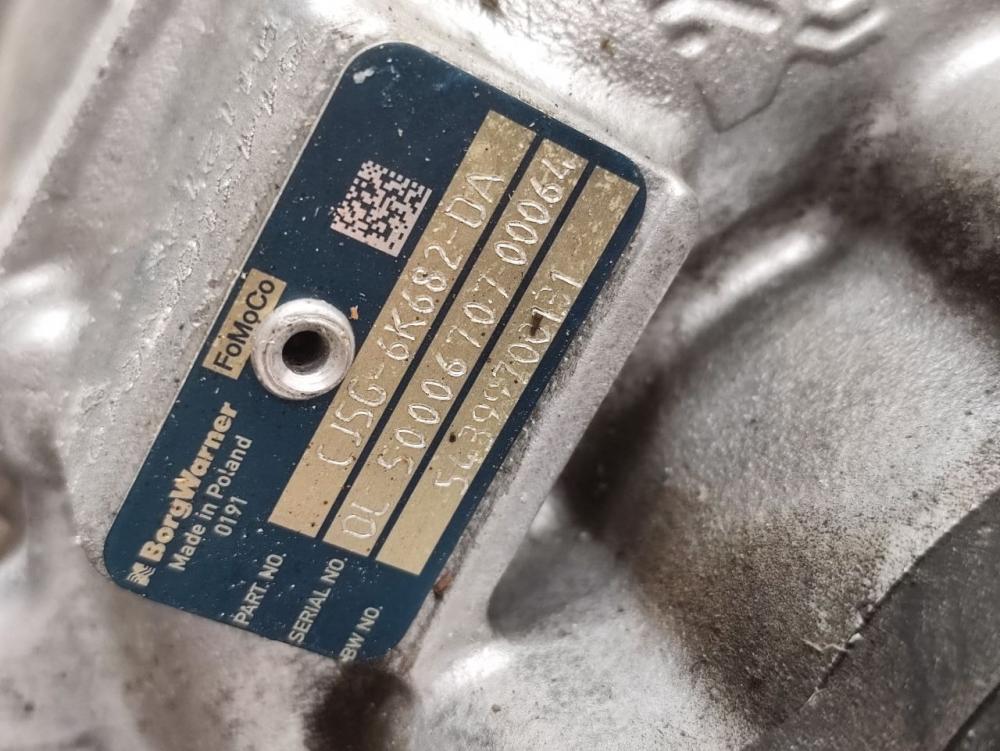 FoMoCo
BorgWarner
Made in Poland
0191
PART NO. CJ5G-6K682-DA
SERIAL NO. DL 50006707 00064
BW NO. 54399700131